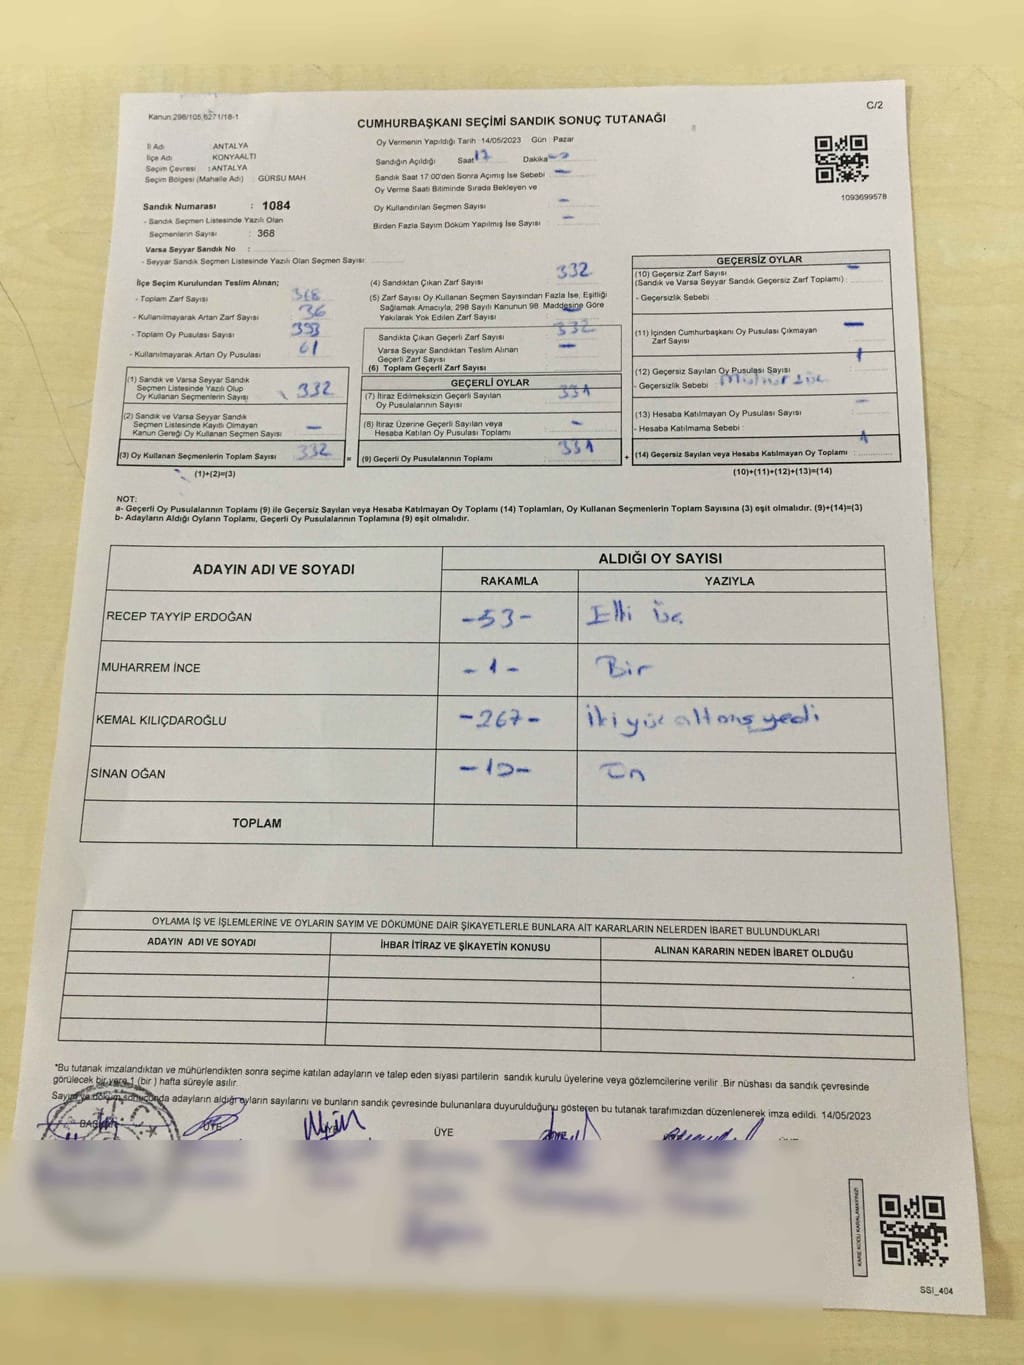 Kanun:298/105,6271/18-1
C/2
CUMHURBAŞKANI SEÇİMİ SANDIK SONUÇ TUTANAĞI
İl Adı : ANTALYA
İlçe Adı : KONYAALTI
Seçim Çevresi : ANTALYA
Seçim Bölgesi (Mahalle Adı) : GÜRSU MAH
Sandık Numarası : 1084
- Sandık Seçmen Listesinde Yazılı Olan
Seçmenlerin Sayısı : 368
Varsa Seyyar Sandık No :
- Seyyar Sandık Seçmen Listesinde Yazılı Olan Seçmen Sayısı:
Oy Vermenin Yapıldığı Tarih :14/05/2023 Gün : Pazar
Sandığın Açıldığı Saat 17 Dakika
Sandık Saat 17:00'den Sonra Açımış İse Sebebi : -
Oy Verme Saati Bitiminde Sırada Bekleyen ve
Oy Kullandırılan Seçmen Sayısı : -
Birden Fazla Sayım Döküm Yapılmış İse Sayısı : -
1093699578
İlçe Seçim Kurulundan Teslim Alınan;
- Toplam Zarf Sayısı : 368
- Kullanılmayarak Artan Zarf Sayısı : 36
- Toplam Oy Pusulası Sayısı : 393
- Kullanılmayarak Artan Oy Pusulası : 61
(1) Sandık ve Varsa Seyyar Sandık
Seçmen Listesinde Yazılı Olup
Oy Kullanan Seçmenlerin Sayısı : 332
(2) Sandık ve Varsa Seyyar Sandık
Seçmen Listesinde Kayıtlı Olmayan
Kanun Gereği Oy Kullanan Seçmen Sayısı : -
(3) Oy Kullanan Seçmenlerin Toplam Sayısı : 332
(1)+(2)=(3)
(4) Sandıktan Çıkan Zarf Sayısı : 332
(5) Zarf Sayısı Oy Kullanan Seçmen Sayısından Fazla İse, Eşitliği
Sağlamak Amacıyla, 298 Sayılı Kanunun 98. Maddesine Göre
Yakılarak Yok Edilen Zarf Sayısı : -
Sandıkta Çıkan Geçerli Zarf Sayısı : 332
Varsa Seyyar Sandıktan Teslim Alınan
Geçerli Zarf Sayısı : -
(6) Toplam Geçerli Zarf Sayısı :
GEÇERLİ OYLAR
(7) İtiraz Edilmeksizin Geçerli Sayılan
Oy Pusulalarının Sayısı : 331
(8) İtiraz Üzerine Geçerli Sayılan veya
Hesaba Katılan Oy Pusulası Toplamı : -
= (9) Geçerli Oy Pusulalarının Toplamı : 331
GEÇERSİZ OYLAR
(10) Geçersiz Zarf Sayısı
(Sandık ve Varsa Seyyar Sandık Geçersiz Zarf Toplamı) : -
- Geçersizlik Sebebi :
(11) İçinden Cumhurbaşkanı Oy Pusulası Çıkmayan
Zarf Sayısı : -
(12) Geçersiz Sayılan Oy Pusulası Sayısı : 1
- Geçersizlik Sebebi : Mühürsüz
(13) Hesaba Katılmayan Oy Pusulası Sayısı : -
- Hesaba Katılmama Sebebi :
+ (14) Geçersiz Sayılan veya Hesaba Katılmayan Oy Toplamı : 1
(10)+(11)+(12)+(13)=(14)
NOT:
a- Geçerli Oy Pusulalarının Toplamı (9) ile Geçersiz Sayılan veya Hesaba Katılmayan Oy Toplamı (14) Toplamları, Oy Kullanan Seçmenlerin Toplam Sayısına (3) eşit olmalıdır. (9)+(14)=(3)
b- Adayların Aldığı Oyların Toplamı, Geçerli Oy Pusulalarının Toplamına (9) eşit olmalıdır.
ADAYIN ADI VE SOYADI
ALDIĞI OY SAYISI
RAKAMLA YAZIYLA
RECEP TAYYİP ERDOĞAN -53- Elli üç
MUHARREM İNCE -1- Bir
KEMAL KILIÇDAROĞLU -267- İkiyüz altmış yedi
SİNAN OĞAN -10- On
TOPLAM
OYLAMA İŞ VE İŞLEMLERİNE VE OYLARIN SAYIM VE DÖKÜMÜNE DAİR ŞİKAYETLERLE BUNLARA AİT KARARLARIN NELERDEN İBARET BULUNDUKLARI
ADAYIN ADI VE SOYADI İHBAR İTİRAZ VE ŞİKAYETİN KONUSU ALINAN KARARIN NEDEN İBARET OLDUĞU
*Bu tutanak imzalandıktan ve mühürlendikten sonra seçime katılan adayların ve talep eden siyasi partilerin sandık kurulu üyelerine veya gözlemcilerine verilir .Bir nüshası da sandık çevresinde
görülecek bir yere 1 (bir ) hafta süreyle asılır.
Sayım ve döküm sonucunda adayların aldığı oyların sayılarını ve bunların sandık çevresinde bulunanlara duyurulduğunu gösteren bu tutanak tarafımızdan düzenlenerek imza edildi. 14/05/2023
BAŞKAN ÜYE ÜYE ÜYE
T.C.
KARE KODU KARALAMAYINIZ!
SSI_404